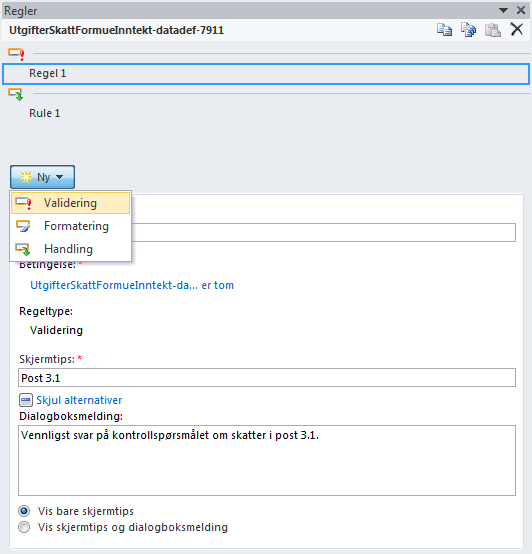 Regler
UtgifterSkattFormueInntekt-datadef-7911
Regel 1
Rule 1
Ny
Validering
Formatering
Handling
Betingelse: *
UtgifterSkattFormueInntekt-da... er tom
Regeltype:
Validering
Skjermtips: *
Post 3.1
Skjul alternativer
Dialogboksmelding:
Vennligst svar på kontrollspørsmålet om skatter i post 3.1.
Vis bare skjermtips
Vis skjermtips og dialogboksmelding